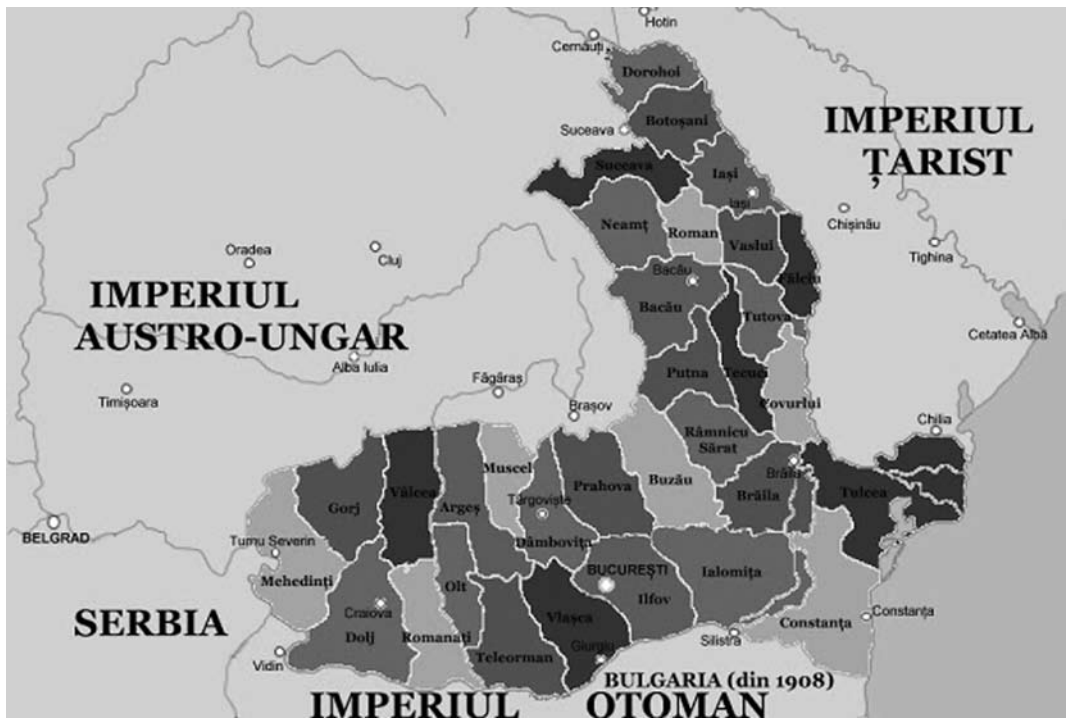 Hotin
Cernăuți
Dorohoi
Botoșani
Suceava
IMPERIUL
ȚARIST
Suceava
Iași
Iași
Chișinău
Neamț
Roman
Vaslui
Tighina
Oradea
Cluj
Bacău
Fălciu
IMPERIUL
AUSTRO-UNGAR
Bacău
Tutova
Cetatea Albă
Alba Iulia
Putna
Tecuci
Făgăraș
Timișoara
Brașov
Covurlui
Chilia
Râmnicu
Sărat
Muscel
Buzău
Brăila
Vâlcea
Prahova
Brăila
Tulcea
Gorj
Argeș
Târgoviște
BELGRAD
Turnu Severin
Dâmbovița
București
Ialomița
Mehedinți
Olt
Ilfov
Craiova
Vlașca
Constanța
SERBIA
Dolj
Romanați
Constanța
Silistra
Vidin
Teleorman
Giurgiu
BULGARIA (din 1908)
IMPERIUL OTOMAN